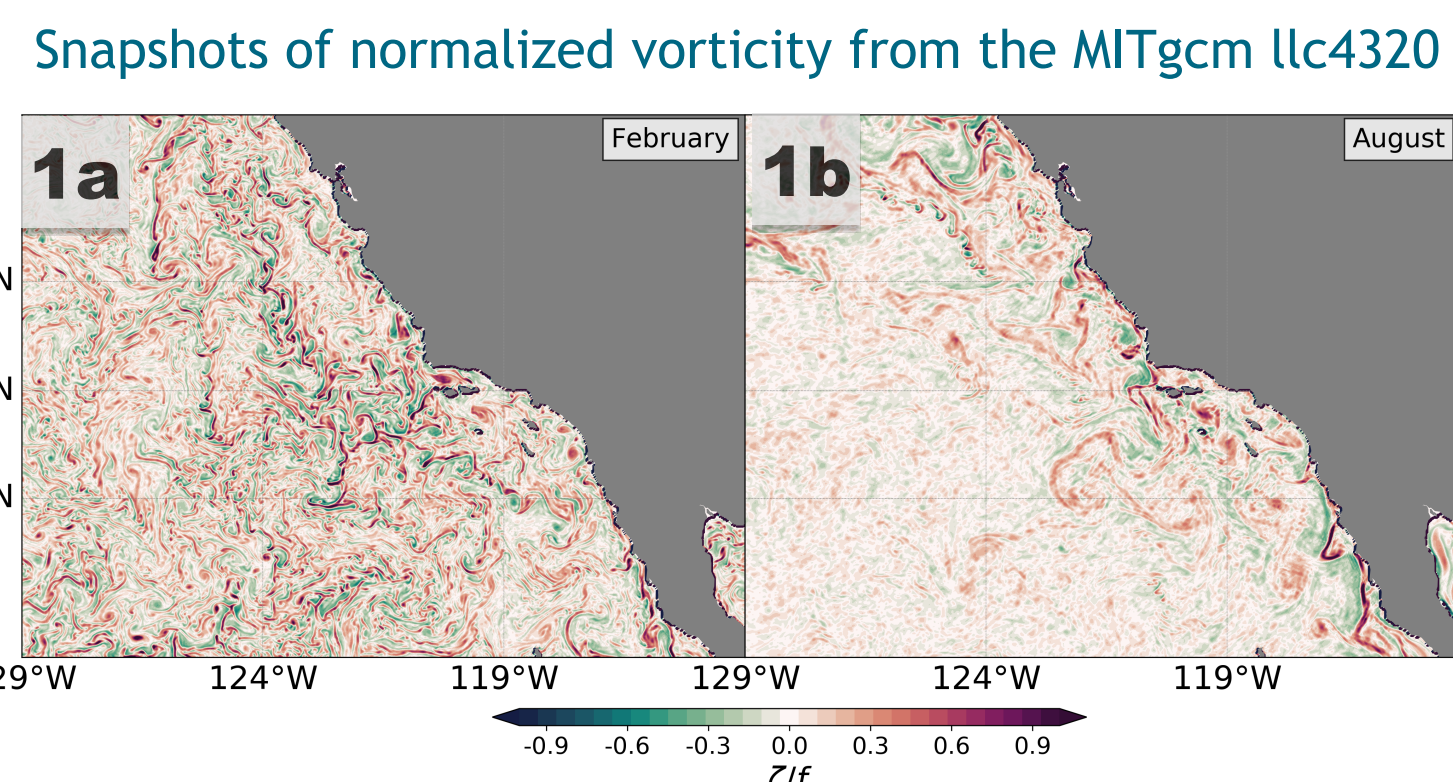 Snapshots of normalized vorticity from the MITgcm llc4320
1a
February
1b
August
N
N
N
29°W 124°W 119°W 129°W 124°W 119°W
-0.9 -0.6 -0.3 0.0 0.3 0.6 0.9
ζ/f